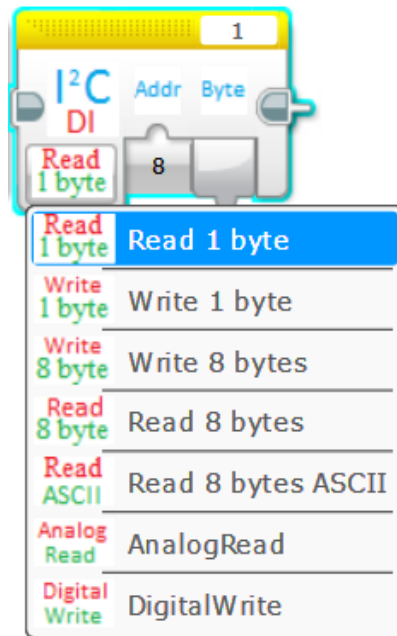 1
I²C Addr Byte
DI
Read
1 byte
8
Read
1 byte
Read 1 byte
Write
1 byte
Write 1 byte
Write
8 byte
Write 8 bytes
Read
8 byte
Read 8 bytes
Read
ASCII
Read 8 bytes ASCII
Analog
Read
AnalogRead
Digital
Write
DigitalWrite